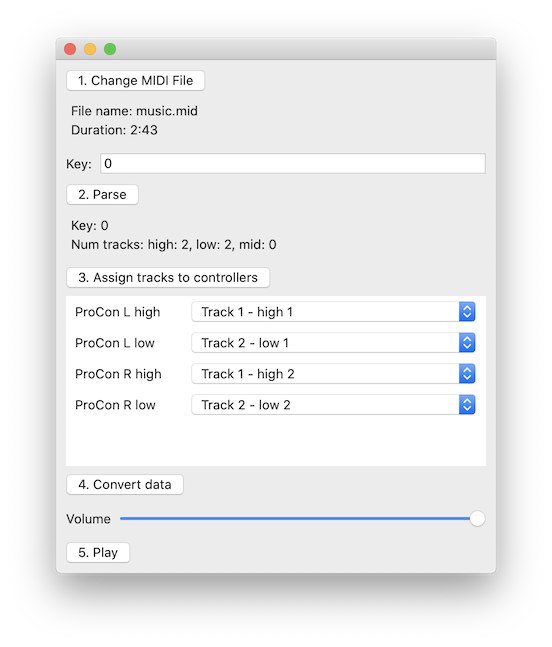 1. Change MIDI File
File name: music.mid
Duration: 2:43
Key: 0
2. Parse
Key: 0
Num tracks: high: 2, low: 2, mid: 0
3. Assign tracks to controllers
ProCon L high Track 1 - high 1
ProCon L low Track 2 - low 1
ProCon R high Track 1 - high 2
ProCon R low Track 2 - low 2
4. Convert data
Volume
5. Play